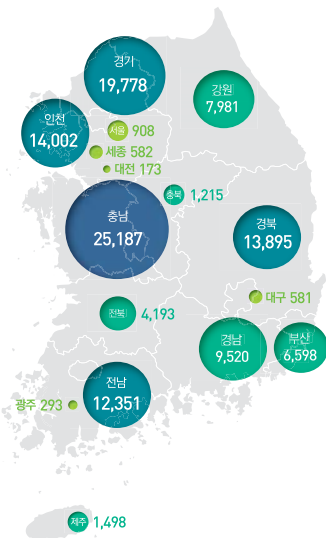 경기
19,778
강원
7,981
인천
14,002
서울 908
세종 582
대전 173
충북 1,215
충남
25,187
경북
13,895
대구 581
전북 4,193
경남
9,520
부산
6,598
전남
12,351
광주 293
제주 1,498